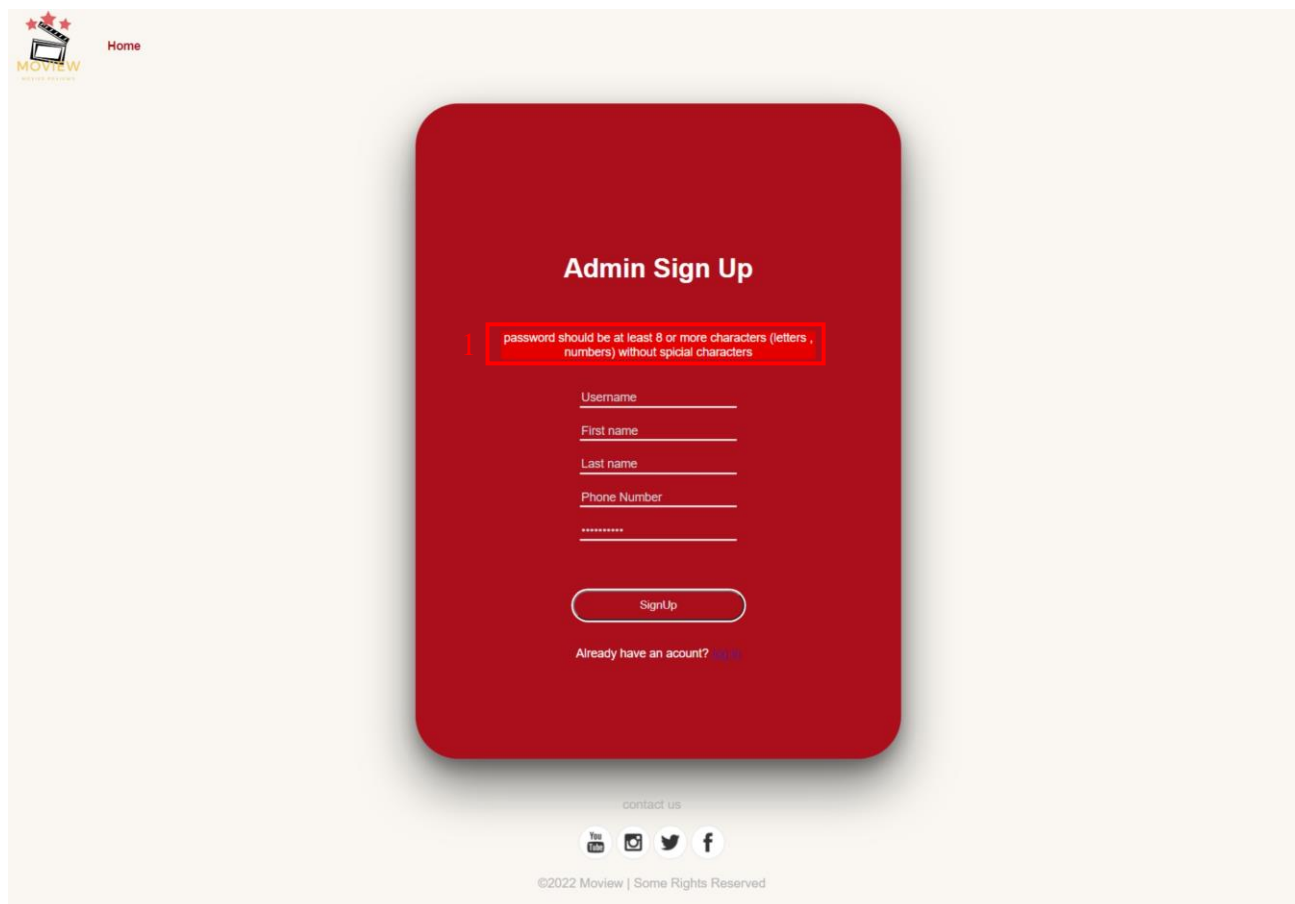 Home
MOVIEW
Admin Sign Up
1
password should be at least 8 or more characters (letters ,
numbers) without spicial characters
Username
First name
Last name
Phone Number
••••••••••
SignUp
Already have an acount?
contact us
You
Tube
©2022 Moview | Some Rights Reserved